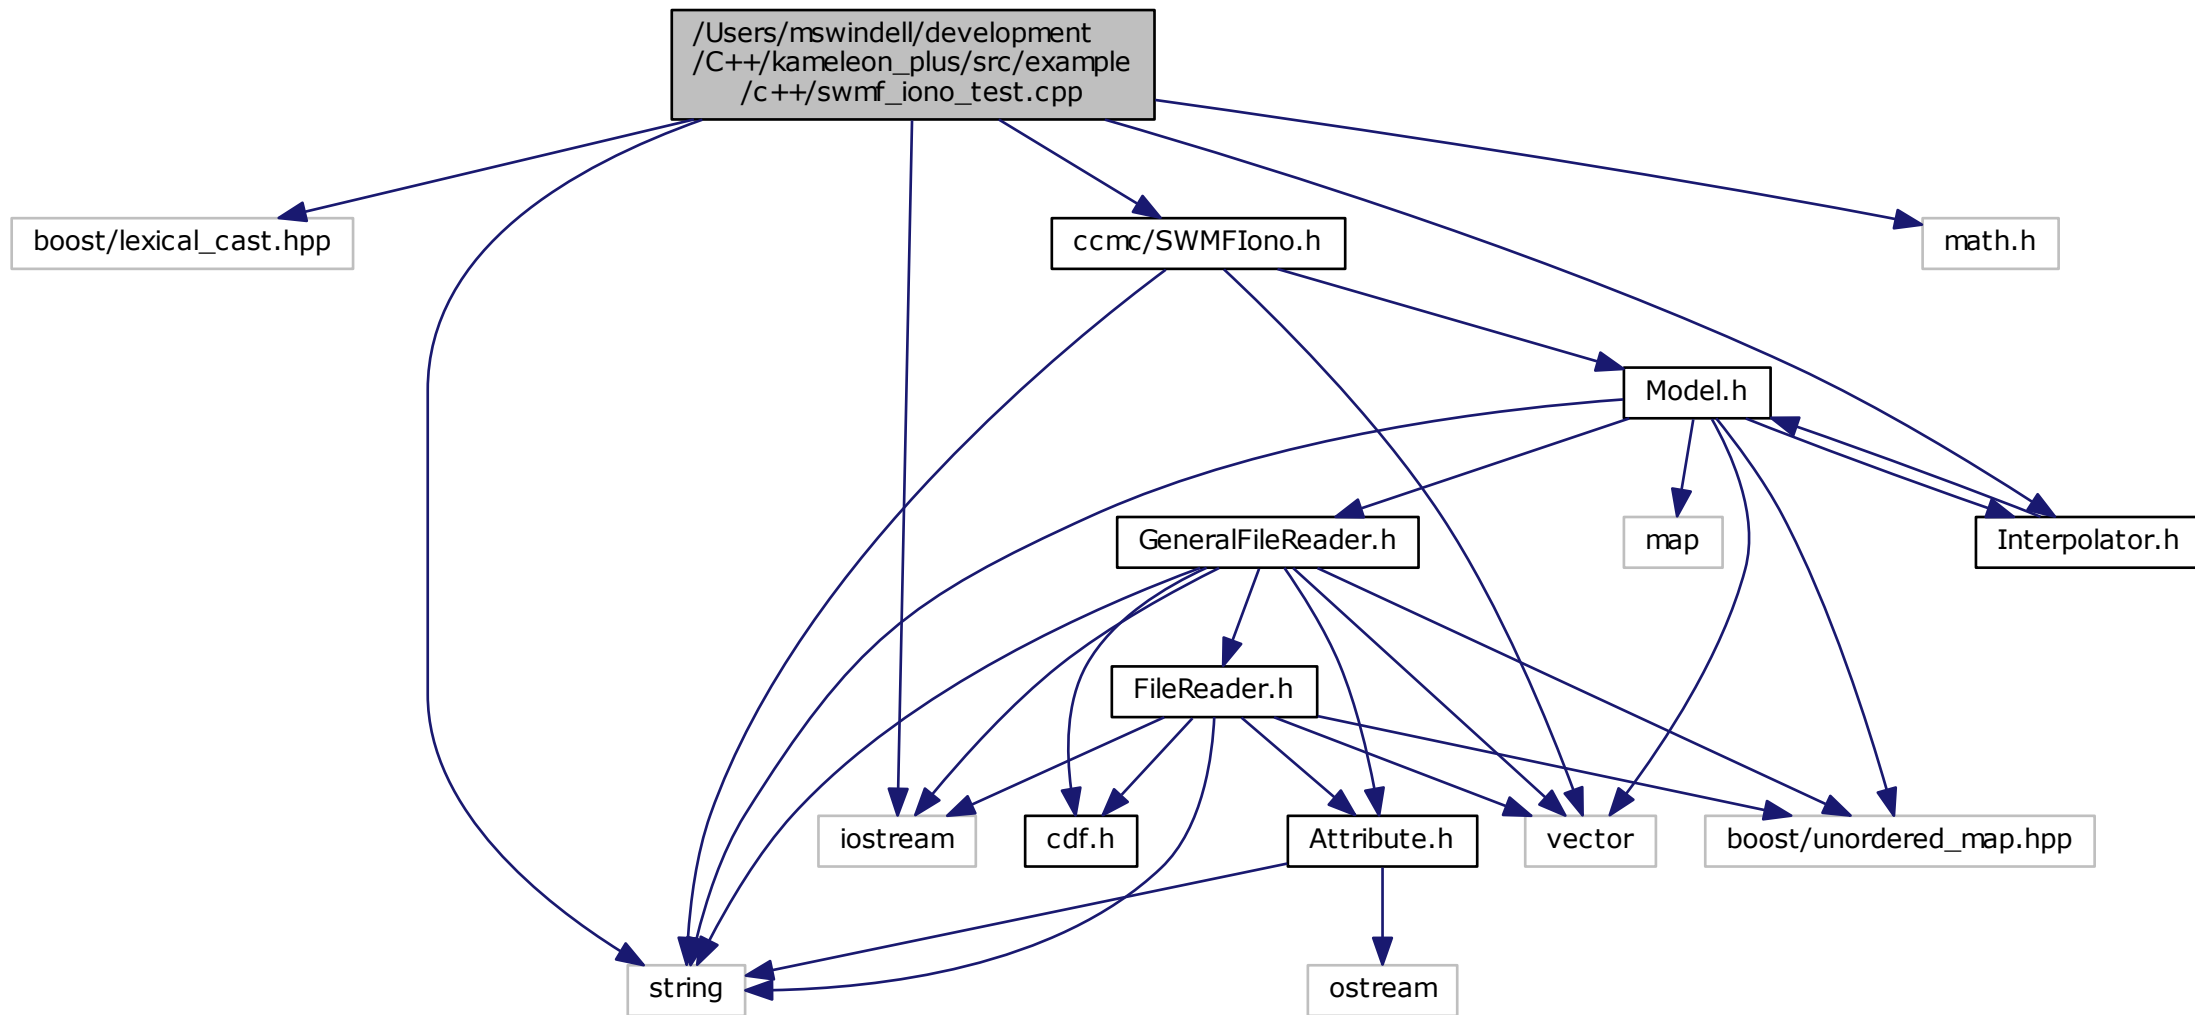 /Users/mswindell/development
/C++/kameleon_plus/src/example
/c++/swmf_iono_test.cpp
boost/lexical_cast.hpp
ccmc/SWMFIono.h
math.h
Model.h
GeneralFileReader.h
map
Interpolator.h
FileReader.h
iostream
cdf.h
Attribute.h
vector
boost/unordered_map.hpp
string
ostream